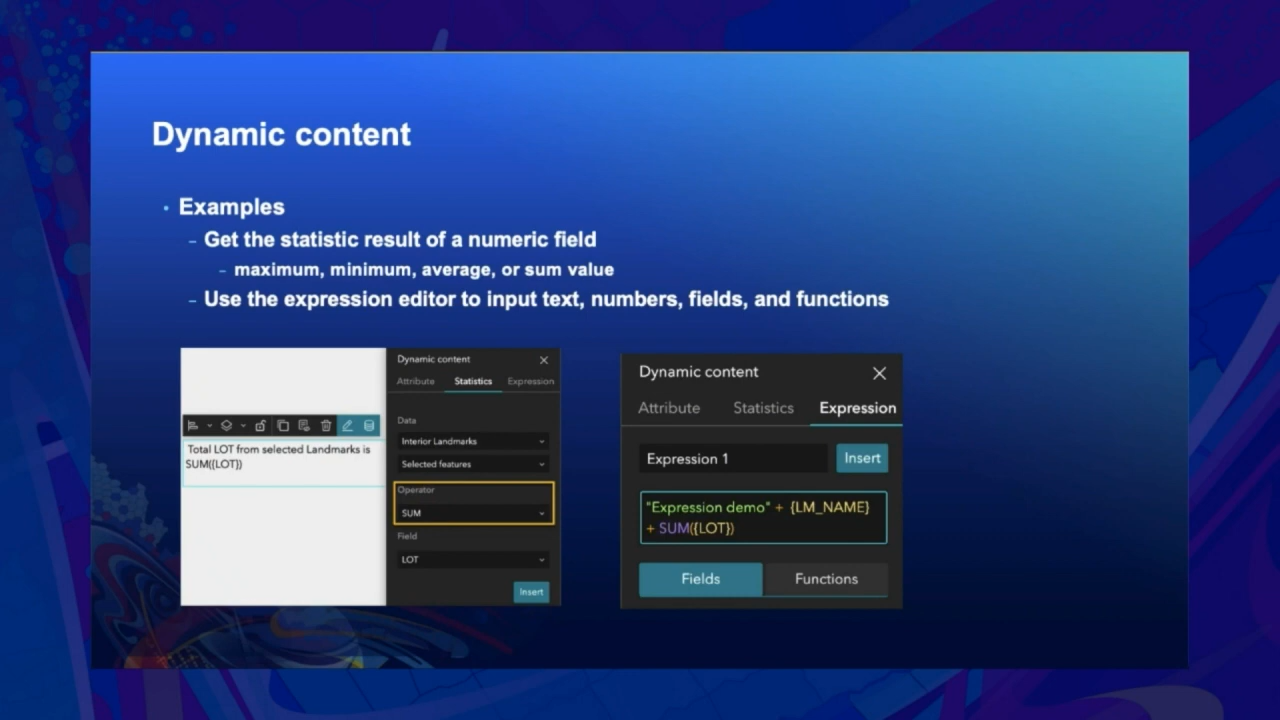 Dynamic content
• Examples
– Get the statistic result of a numeric field
– maximum, minimum, average, or sum value
– Use the expression editor to input text, numbers, fields, and functions
Total LOT from selected Landmarks is
SUM({LOT})
Dynamic content
Attribute Statistics Expression
Data
Interior Landmarks
Selected features
Operator
SUM
Field
LOT
Insert
Dynamic content
Attribute Statistics Expression
Expression 1 Insert
"Expression demo" + {LM_NAME}
+ SUM({LOT})
Fields Functions